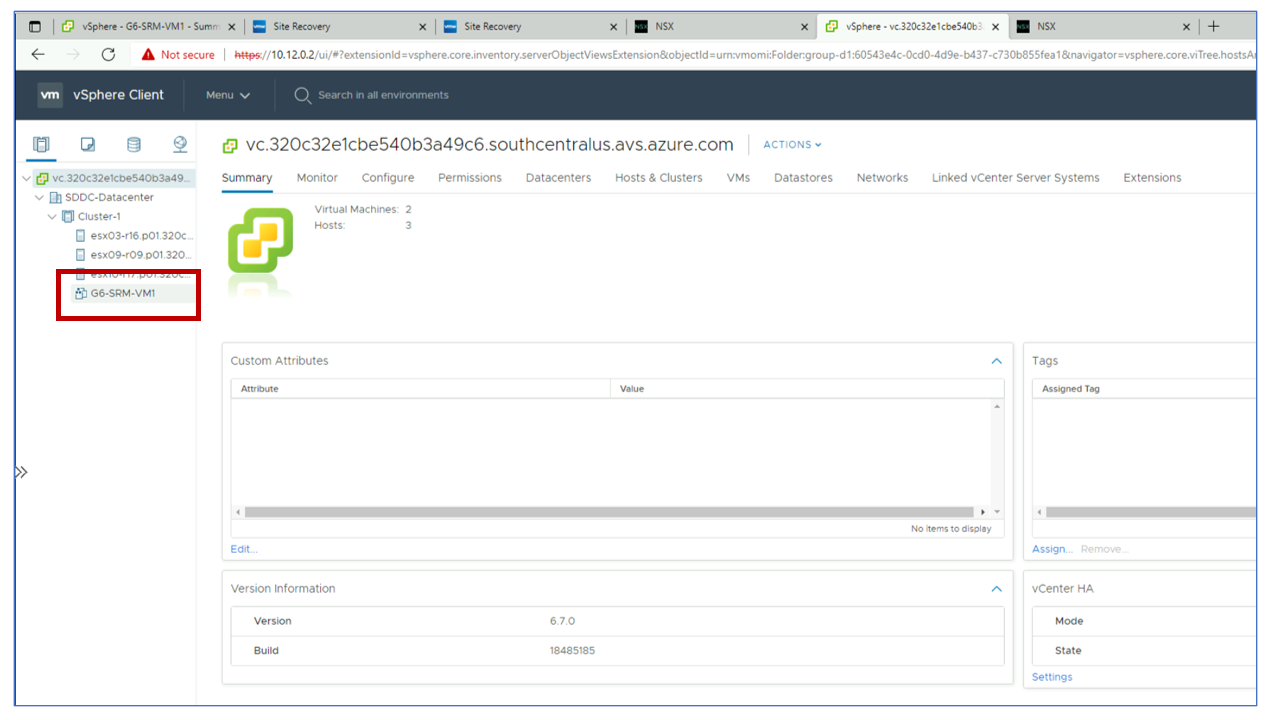 vSphere - G6-SRM-VM1 - Summ
Site Recovery
Site Recovery
NSX
vSphere - vc.320c32e1cbe540b3
NSX
Not secure
https://10.12.0.2/ui/#?extensionId=vsphere.core.inventory.serverObjectViewsExtension&objectId=urn:vmomi:Folder:group-d1:60543e4c-0cd0-4d9e-b437-c730b855fea1&navigator=vsphere.core.viTree.hostsA
vm vSphere Client
Menu
Search in all environments
vc.320c32e1cbe540b3a49...
SDDC-Datacenter
Cluster-1
esx03-r16.p01.320c...
esx09-r09.p01.320...
esx10-r17.p01.320c...
G6-SRM-VM1
vc.320c32e1cbe540b3a49c6.southcentralus.avs.azure.com
ACTIONS
Summary Monitor Configure Permissions Datacenters Hosts & Clusters VMs Datastores Networks Linked vCenter Server Systems Extensions
Virtual Machines: 2
Hosts: 3
Custom Attributes
Attribute Value
No items to display
Edit...
Tags
Assigned Tag
Assign... Remove...
Version Information
Version 6.7.0
Build 18485185
vCenter HA
Mode
State
Settings